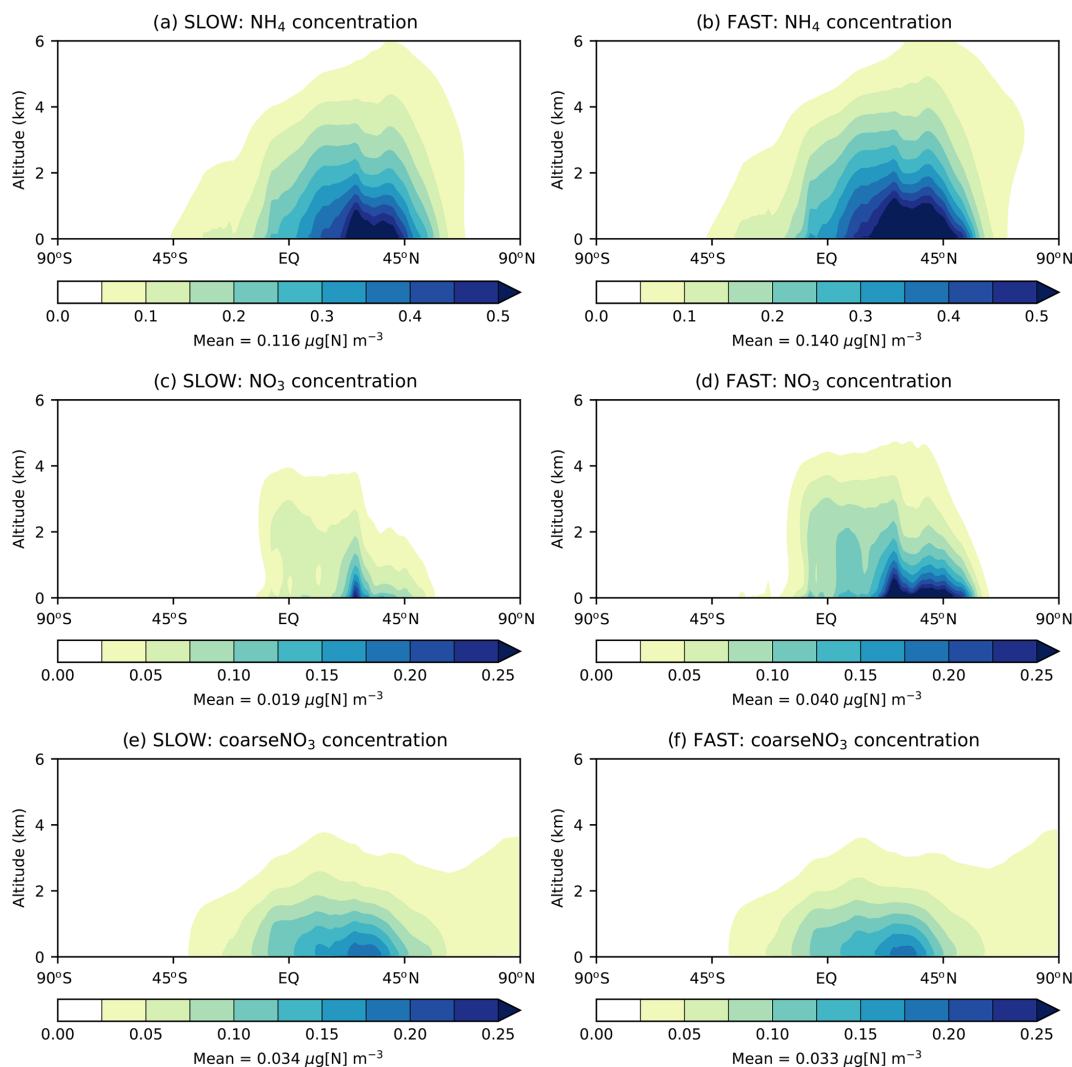 (a) SLOW: NH₄ concentration
(b) FAST: NH₄ concentration
Altitude (km)
6
4
2
0
90°S
45°S
EQ
45°N
90°N
0.0
0.1
0.2
0.3
0.4
0.5
Mean = 0.116 μg[N] m⁻³
Altitude (km)
6
4
2
0
90°S
45°S
EQ
45°N
90°N
0.0
0.1
0.2
0.3
0.4
0.5
Mean = 0.140 μg[N] m⁻³
(c) SLOW: NO₃ concentration
(d) FAST: NO₃ concentration
Altitude (km)
6
4
2
0
90°S
45°S
EQ
45°N
90°N
0.00
0.05
0.10
0.15
0.20
0.25
Mean = 0.019 μg[N] m⁻³
Altitude (km)
6
4
2
0
90°S
45°S
EQ
45°N
90°N
0.00
0.05
0.10
0.15
0.20
0.25
Mean = 0.040 μg[N] m⁻³
(e) SLOW: coarseNO₃ concentration
(f) FAST: coarseNO₃ concentration
Altitude (km)
6
4
2
0
90°S
45°S
EQ
45°N
90°N
0.00
0.05
0.10
0.15
0.20
0.25
Mean = 0.034 μg[N] m⁻³
Altitude (km)
6
4
2
0
90°S
45°S
EQ
45°N
90°N
0.00
0.05
0.10
0.15
0.20
0.25
Mean = 0.033 μg[N] m⁻³